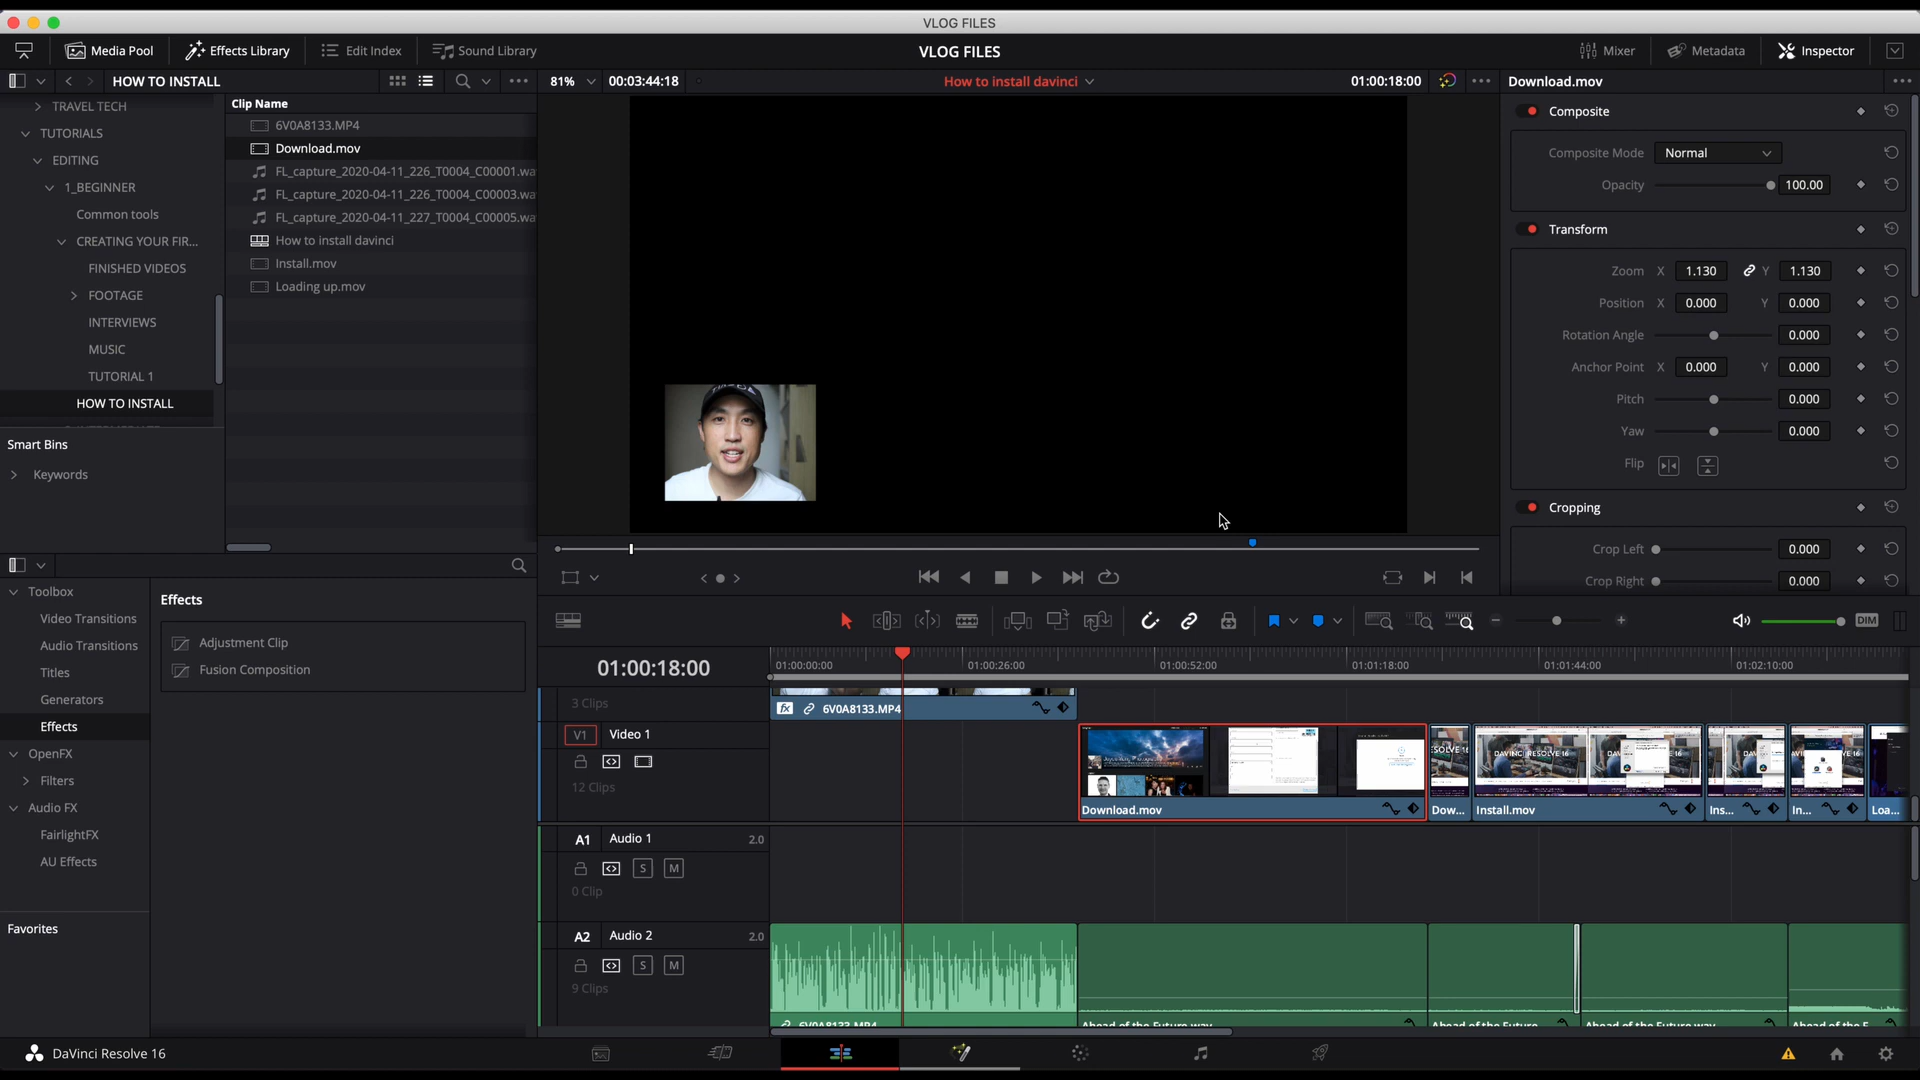 VLOG FILES
Media Pool
Effects Library
Edit Index
Sound Library
VLOG FILES
Mixer
Metadata
Inspector
HOW TO INSTALL
81%
00:03:44:18
How to install davinci
01:00:18:00
Download.mov
TRAVEL TECH
TUTORIALS
EDITING
1_BEGINNER
Common tools
CREATING YOUR FIR...
FINISHED VIDEOS
FOOTAGE
INTERVIEWS
MUSIC
TUTORIAL 1
HOW TO INSTALL
Smart Bins
Keywords
Clip Name
6V0A8133.MP4
Download.mov
FL_capture_2020-04-11_226_T0004_C00001.wa
FL_capture_2020-04-11_226_T0004_C00003.wa
FL_capture_2020-04-11_227_T0004_C00005.wa
How to install davinci
Install.mov
Loading up.mov
Composite
Composite Mode Normal
Opacity 100.00
Transform
Zoom X 1.130 Y 1.130
Position X 0.000 Y 0.000
Rotation Angle 0.000
Anchor Point X 0.000 Y 0.000
Pitch 0.000
Yaw 0.000
Flip
Cropping
Crop Left 0.000
Crop Right 0.000
Toolbox
Video Transitions
Audio Transitions
Titles
Generators
Effects
OpenFX
Filters
Audio FX
FairlightFX
AU Effects
Favorites
Effects
Adjustment Clip
Fusion Composition
DIM
01:00:18:00
01:00:00:00
01:00:26:00
01:00:52:00
01:01:18:00
01:01:44:00
01:02:10:00
3 Clips
fx 6V0A8133.MP4
V1 Video 1
12 Clips
Download.mov
Dow...
Install.mov
Ins...
In...
Loa...
A1 Audio 1 2.0
S M
0 Clip
A2 Audio 2 2.0
S M
9 Clips
6V0A8133.MP4
Ahead of the Future.wav
Ahead of the Future...
Ahead of the Future.wav
Ahead of the F...
DaVinci Resolve 16